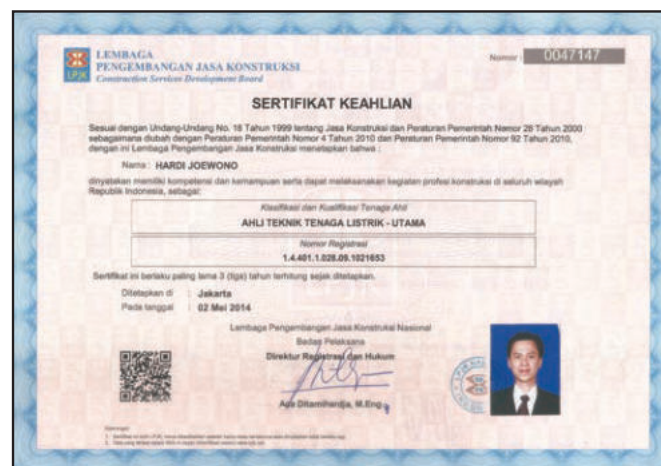 LEMBAGA
PENGEMBANGAN JASA KONSTRUKSI
Construction Services Development Board
LPJK
Nomor : 0047147
SERTIFIKAT KEAHLIAN
Sesuai dengan Undang-Undang No. 18 Tahun 1999 tentang Jasa Konstruksi dan Peraturan Pemerintah Nomor 28 Tahun 2000
sebagaimana diubah dengan Peraturan Pemerintah Nomor 4 Tahun 2010 dan Peraturan Pemerintah Nomor 92 Tahun 2010,
dengan ini Lembaga Pengembangan Jasa Konstruksi menetapkan bahwa :
Nama : HARDI JOEWONO
dinyatakan memiliki kompetensi dan kemampuan serta dapat melaksanakan kegiatan profesi konstruksi di seluruh wilayah
Republik Indonesia, sebagai:
Klasifikasi dan Kualifikasi Tenaga Ahli
AHLI TEKNIK TENAGA LISTRIK - UTAMA
Nomor Registrasi
1.4.401.1.028.09.1021653
Sertifikat ini berlaku paling lama 3 (tiga) tahun terhitung sejak ditetapkan.
Ditetapkan di : Jakarta
Pada tanggal : 02 Mei 2014
Lembaga Pengembangan Jasa Konstruksi Nasional
Badan Pelaksana
Direktur Registrasi dan Hukum
Ditamihardja, M.Eng